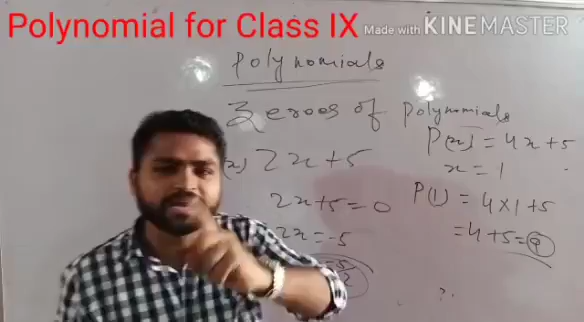 Polynomial for Class IX
Made with KINEMASTER
Polynomials
Zeroes of Polynomials
(x) 2x+5
2x+5=0
2x=-5
P(x) = 4x+5
x=1
P(1) = 4×1+5
=4+5=9